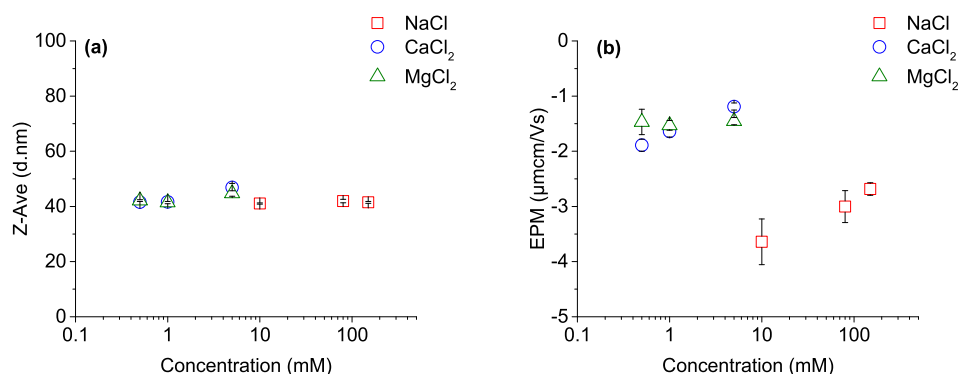 (a)
NaCl
CaCl2
MgCl2
100
80
60
40
20
0
Z-Ave (d.nm)
0.1
1
10
100
Concentration (mM)
(b)
NaCl
CaCl2
MgCl2
0
-1
-2
-3
-4
-5
EPM (µmcm/Vs)
0.1
1
10
100
Concentration (mM)